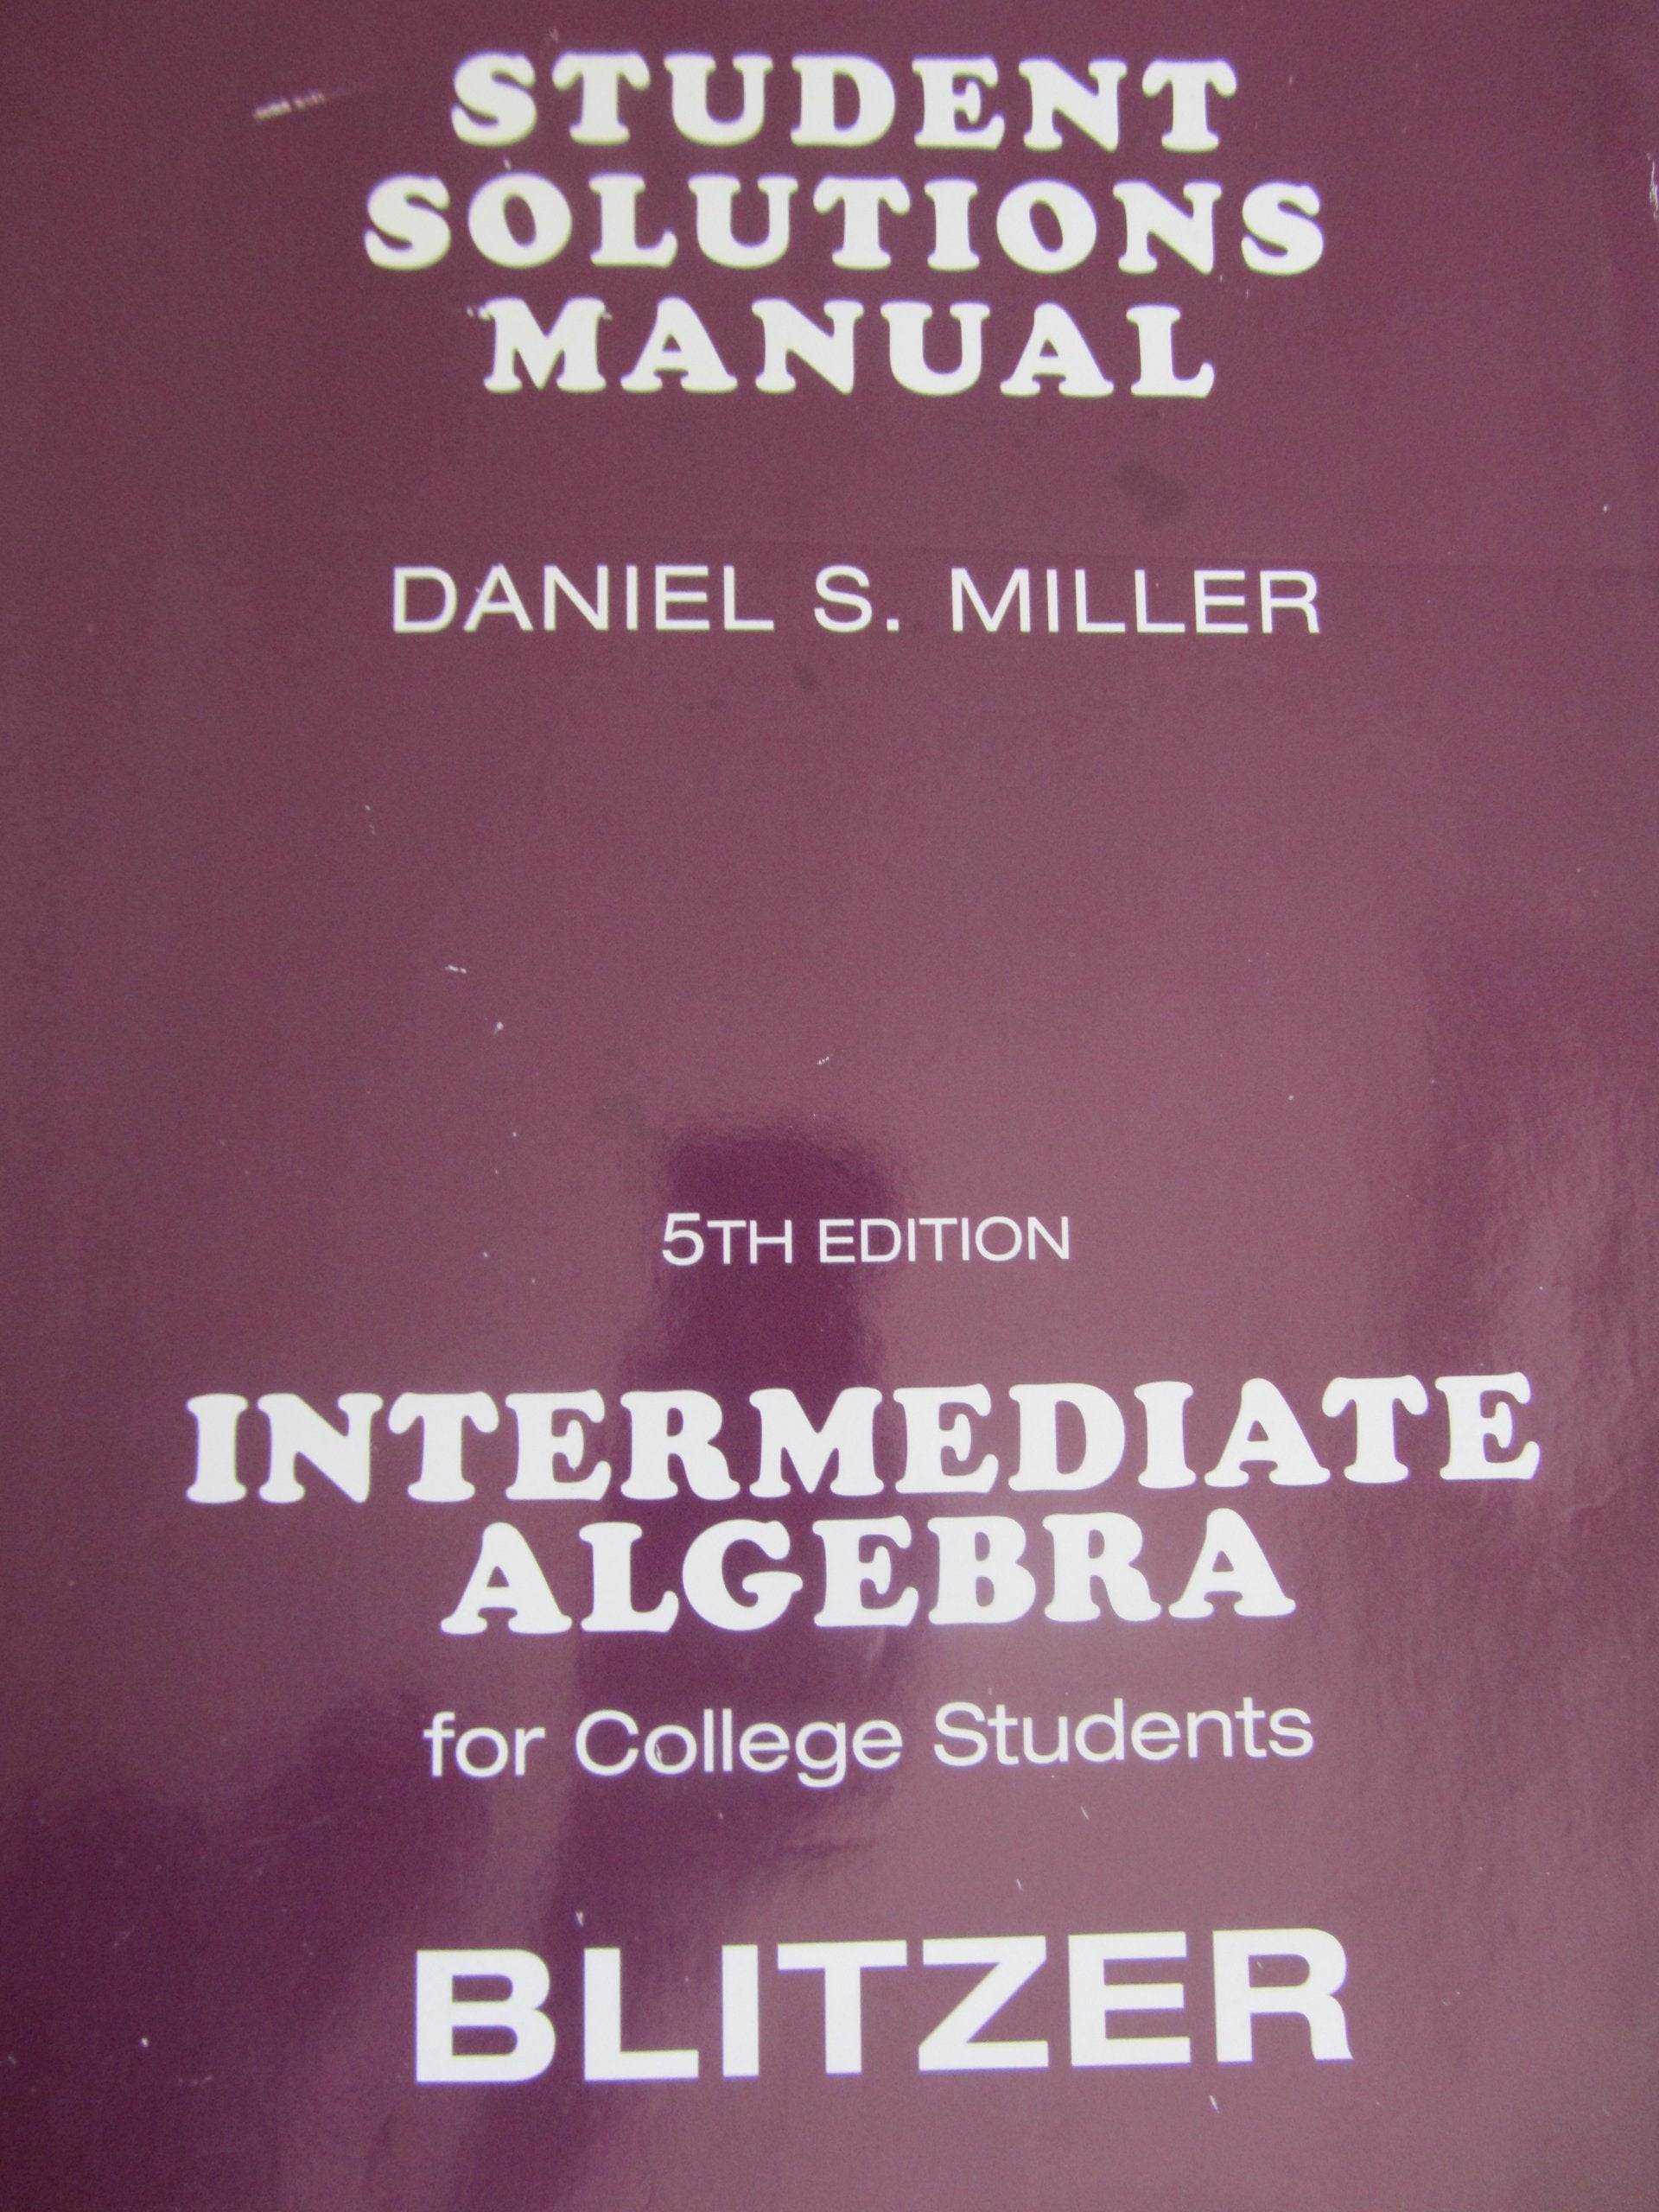 STUDENT
SOLUTIONS
MANUAL
DANIEL S. MILLER
5TH EDITION
INTERMEDIATE
ALGEBRA
for College Students
BLITZER